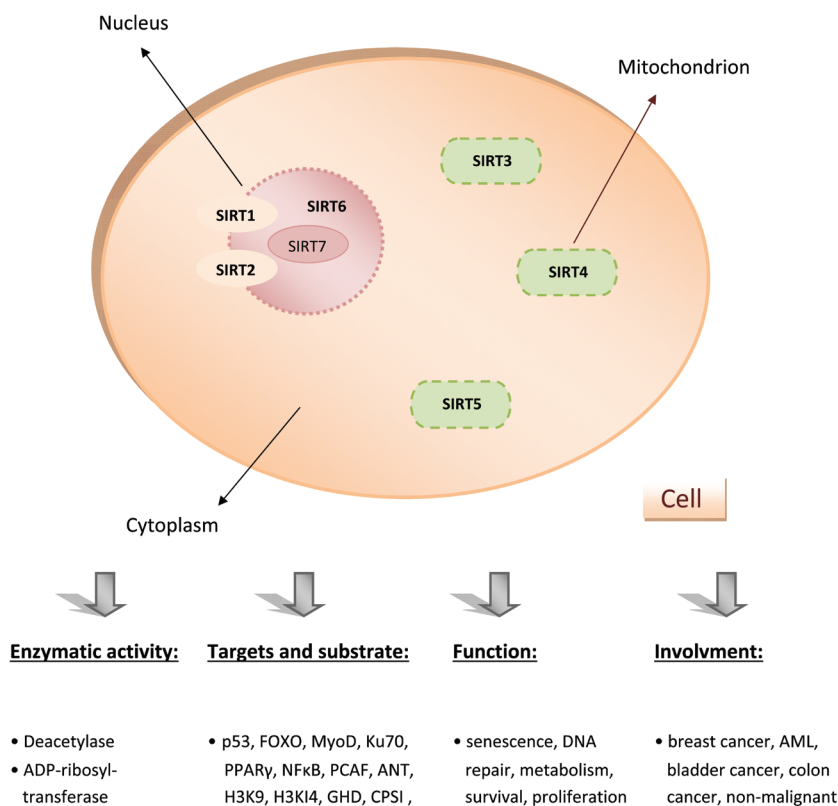 Nucleus
Mitochondrion
SIRT3
SIRT1
SIRT6
SIRT7
SIRT2
SIRT4
SIRT5
Cell
Cytoplasm
Enzymatic activity:
• Deacetylase
• ADP-ribosyl-
transferase
Targets and substrate:
• p53, FOXO, MyoD, Ku70,
PPARγ, NFκB, PCAF, ANT,
H3K9, H3KI4, GHD, CPSI ,
Function:
• senescence, DNA
repair, metabolism,
survival, proliferation
Involvment:
• breast cancer, AML,
bladder cancer, colon
cancer, non-malignant